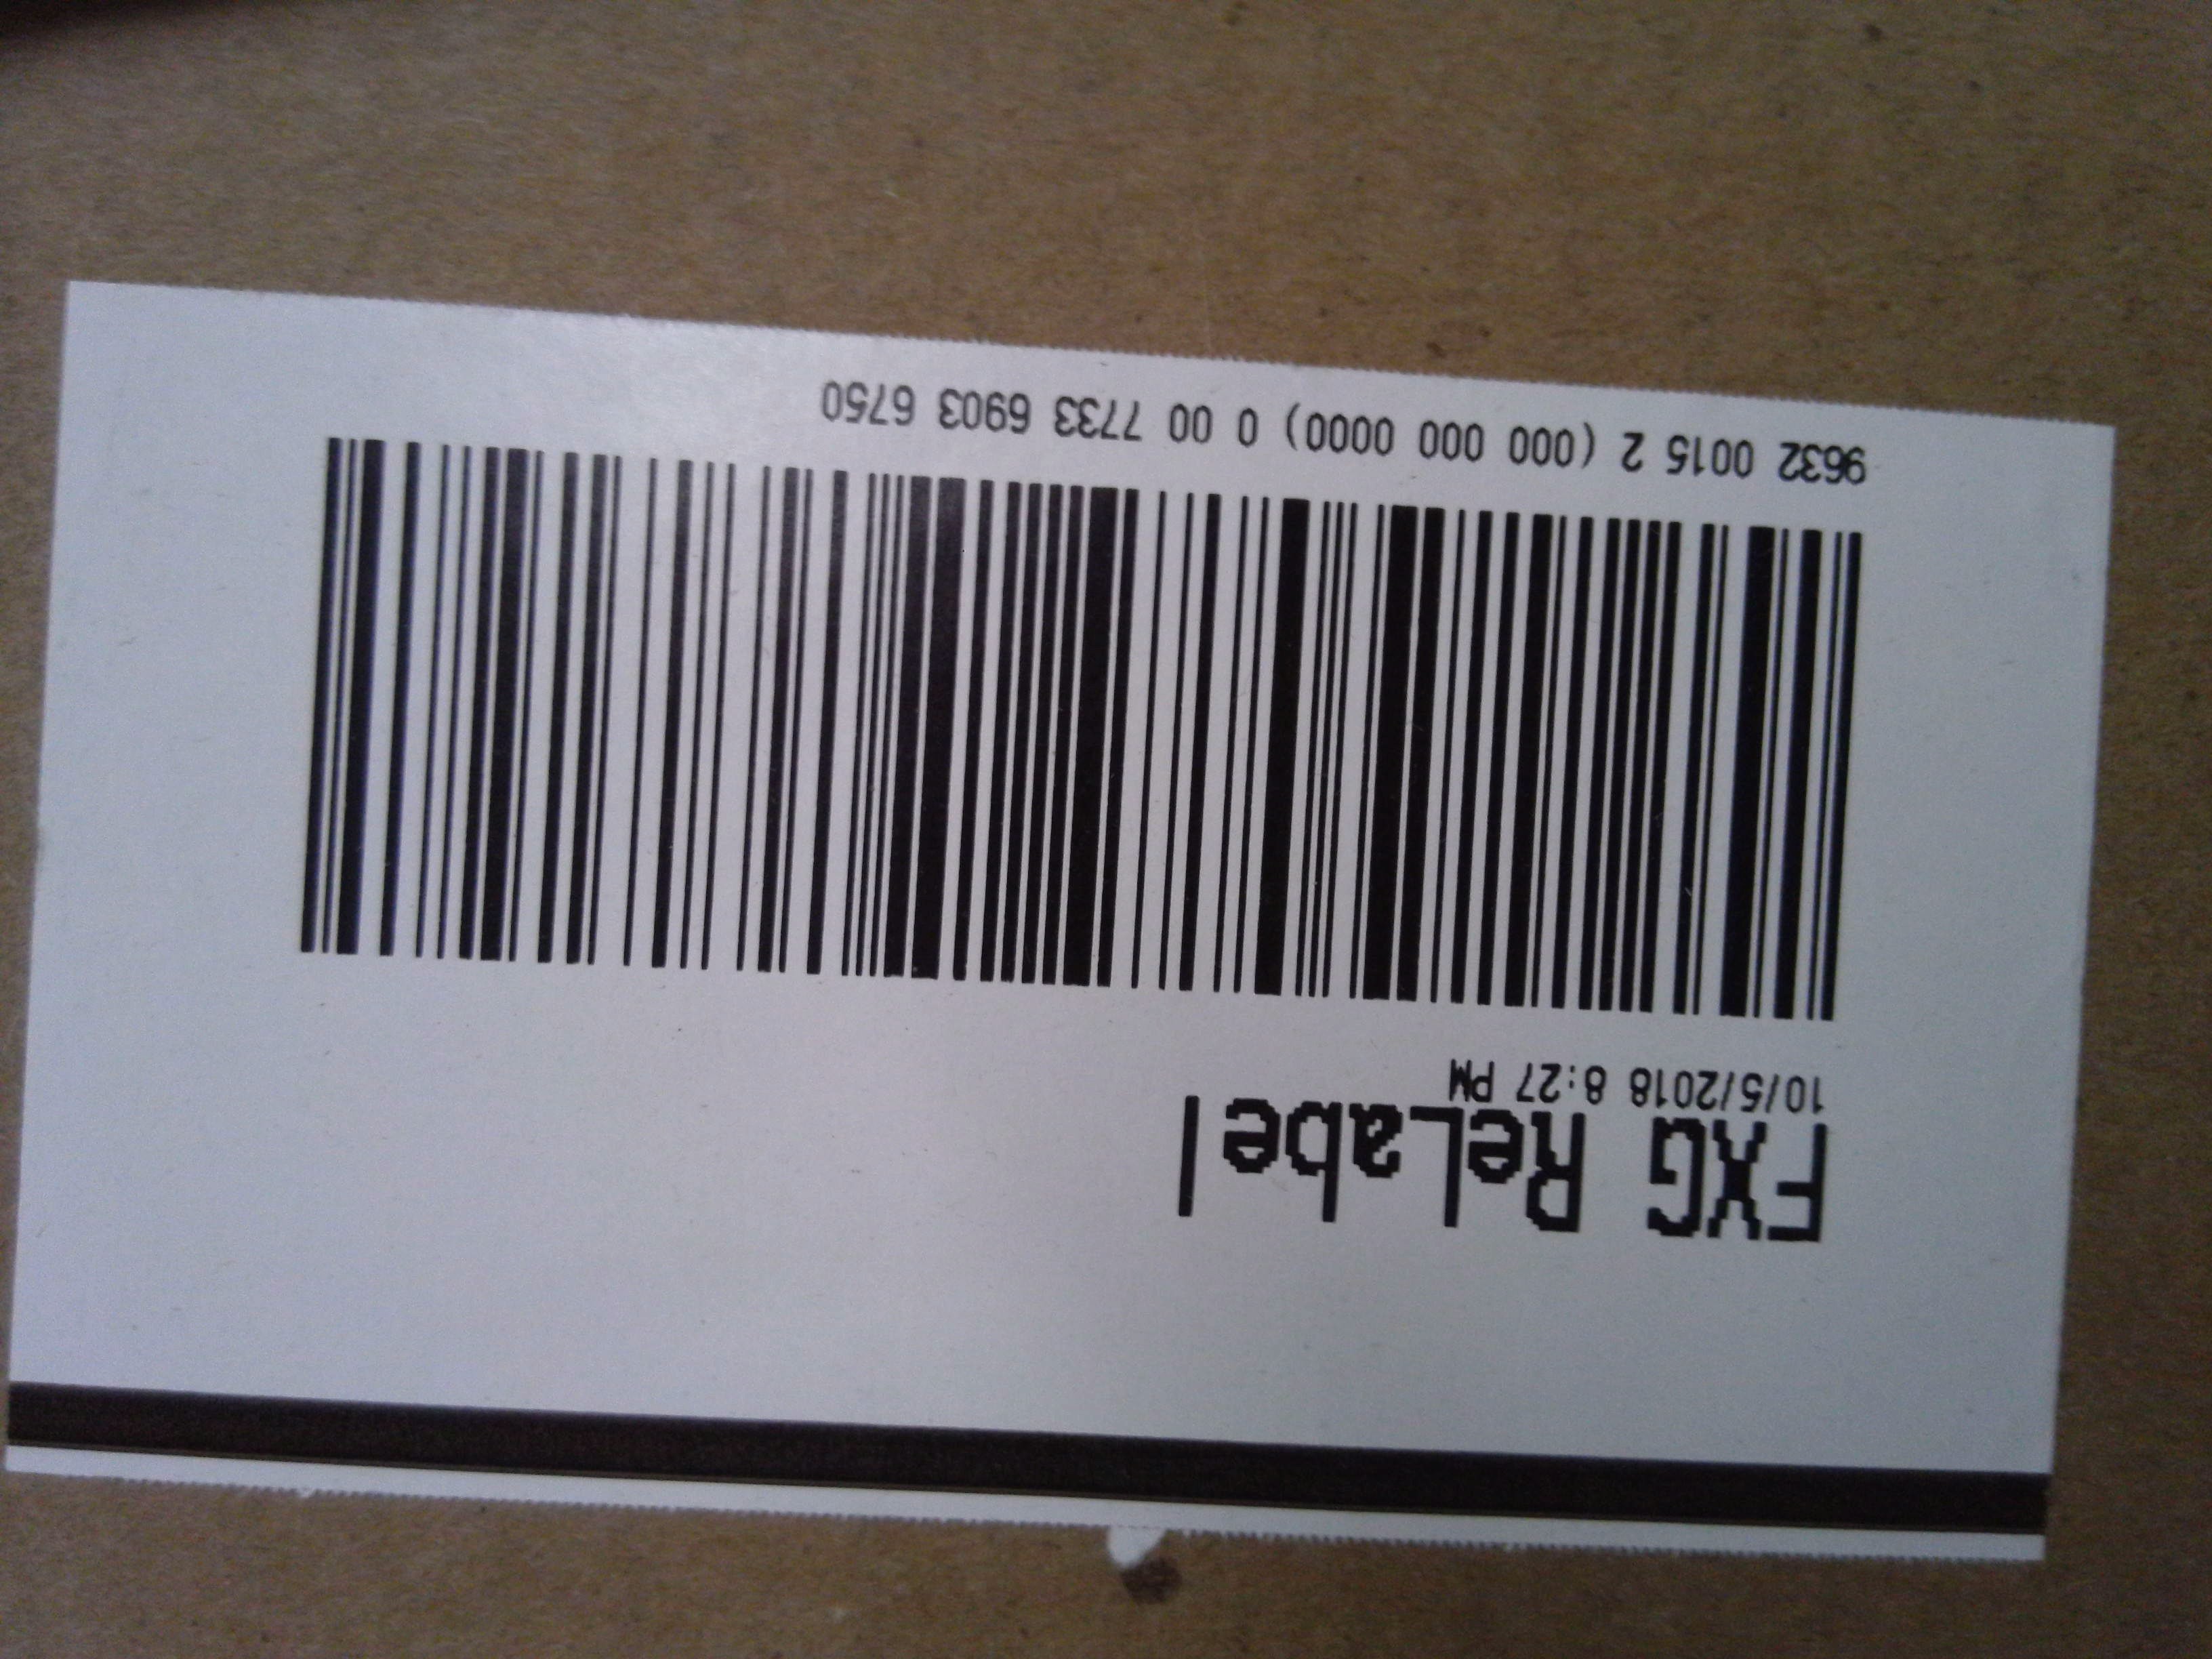 FXG ReLabel
10/5/2018 8:27 PM
9632 0015 2 (000 000 0000) 0 00 7733 6903 6750